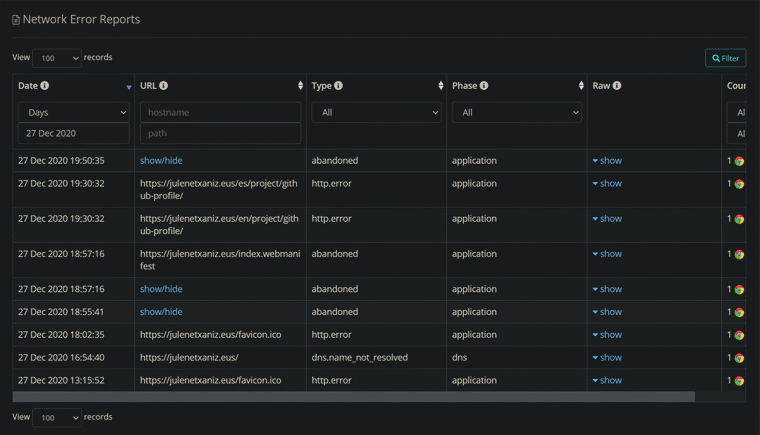 Network Error Reports
View 100 records
Filter
Date URL Type Phase Raw Cour
Days hostname All All Al
27 Dec 2020 path Al
27 Dec 2020 19:50:35 show/hide abandoned application show 1
27 Dec 2020 19:30:32 https://julenetxaniz.eus/es/project/gith http.error application show 1
ub-profile/
27 Dec 2020 19:30:32 https://julenetxaniz.eus/en/project/gith http.error application show 1
ub-profile/
27 Dec 2020 18:57:16 https://julenetxaniz.eus/index.webmani abandoned application show 1
fest
27 Dec 2020 18:57:16 show/hide abandoned application show 1
27 Dec 2020 18:55:41 show/hide abandoned application show 1
27 Dec 2020 18:02:35 https://julenetxaniz.eus/favicon.ico http.error application show 1
27 Dec 2020 16:54:40 https://julenetxaniz.eus/ dns.name_not_resolved dns show 1
27 Dec 2020 13:15:52 https://julenetxaniz.eus/favicon.ico http.error application show 1
View 100 records